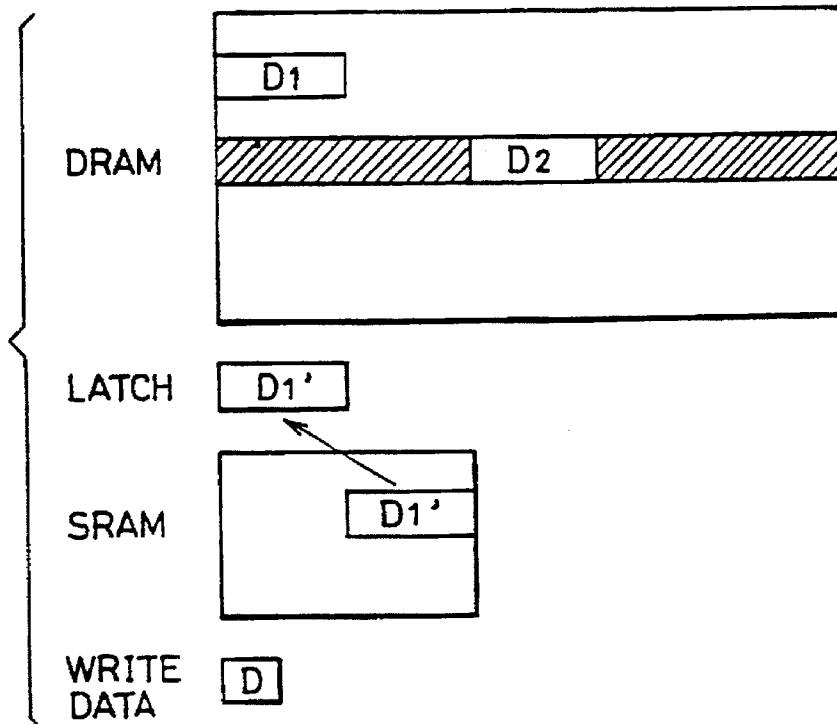 D1
DRAM
D2
LATCH
D1'
SRAM
D1'
WRITE
DATA
D